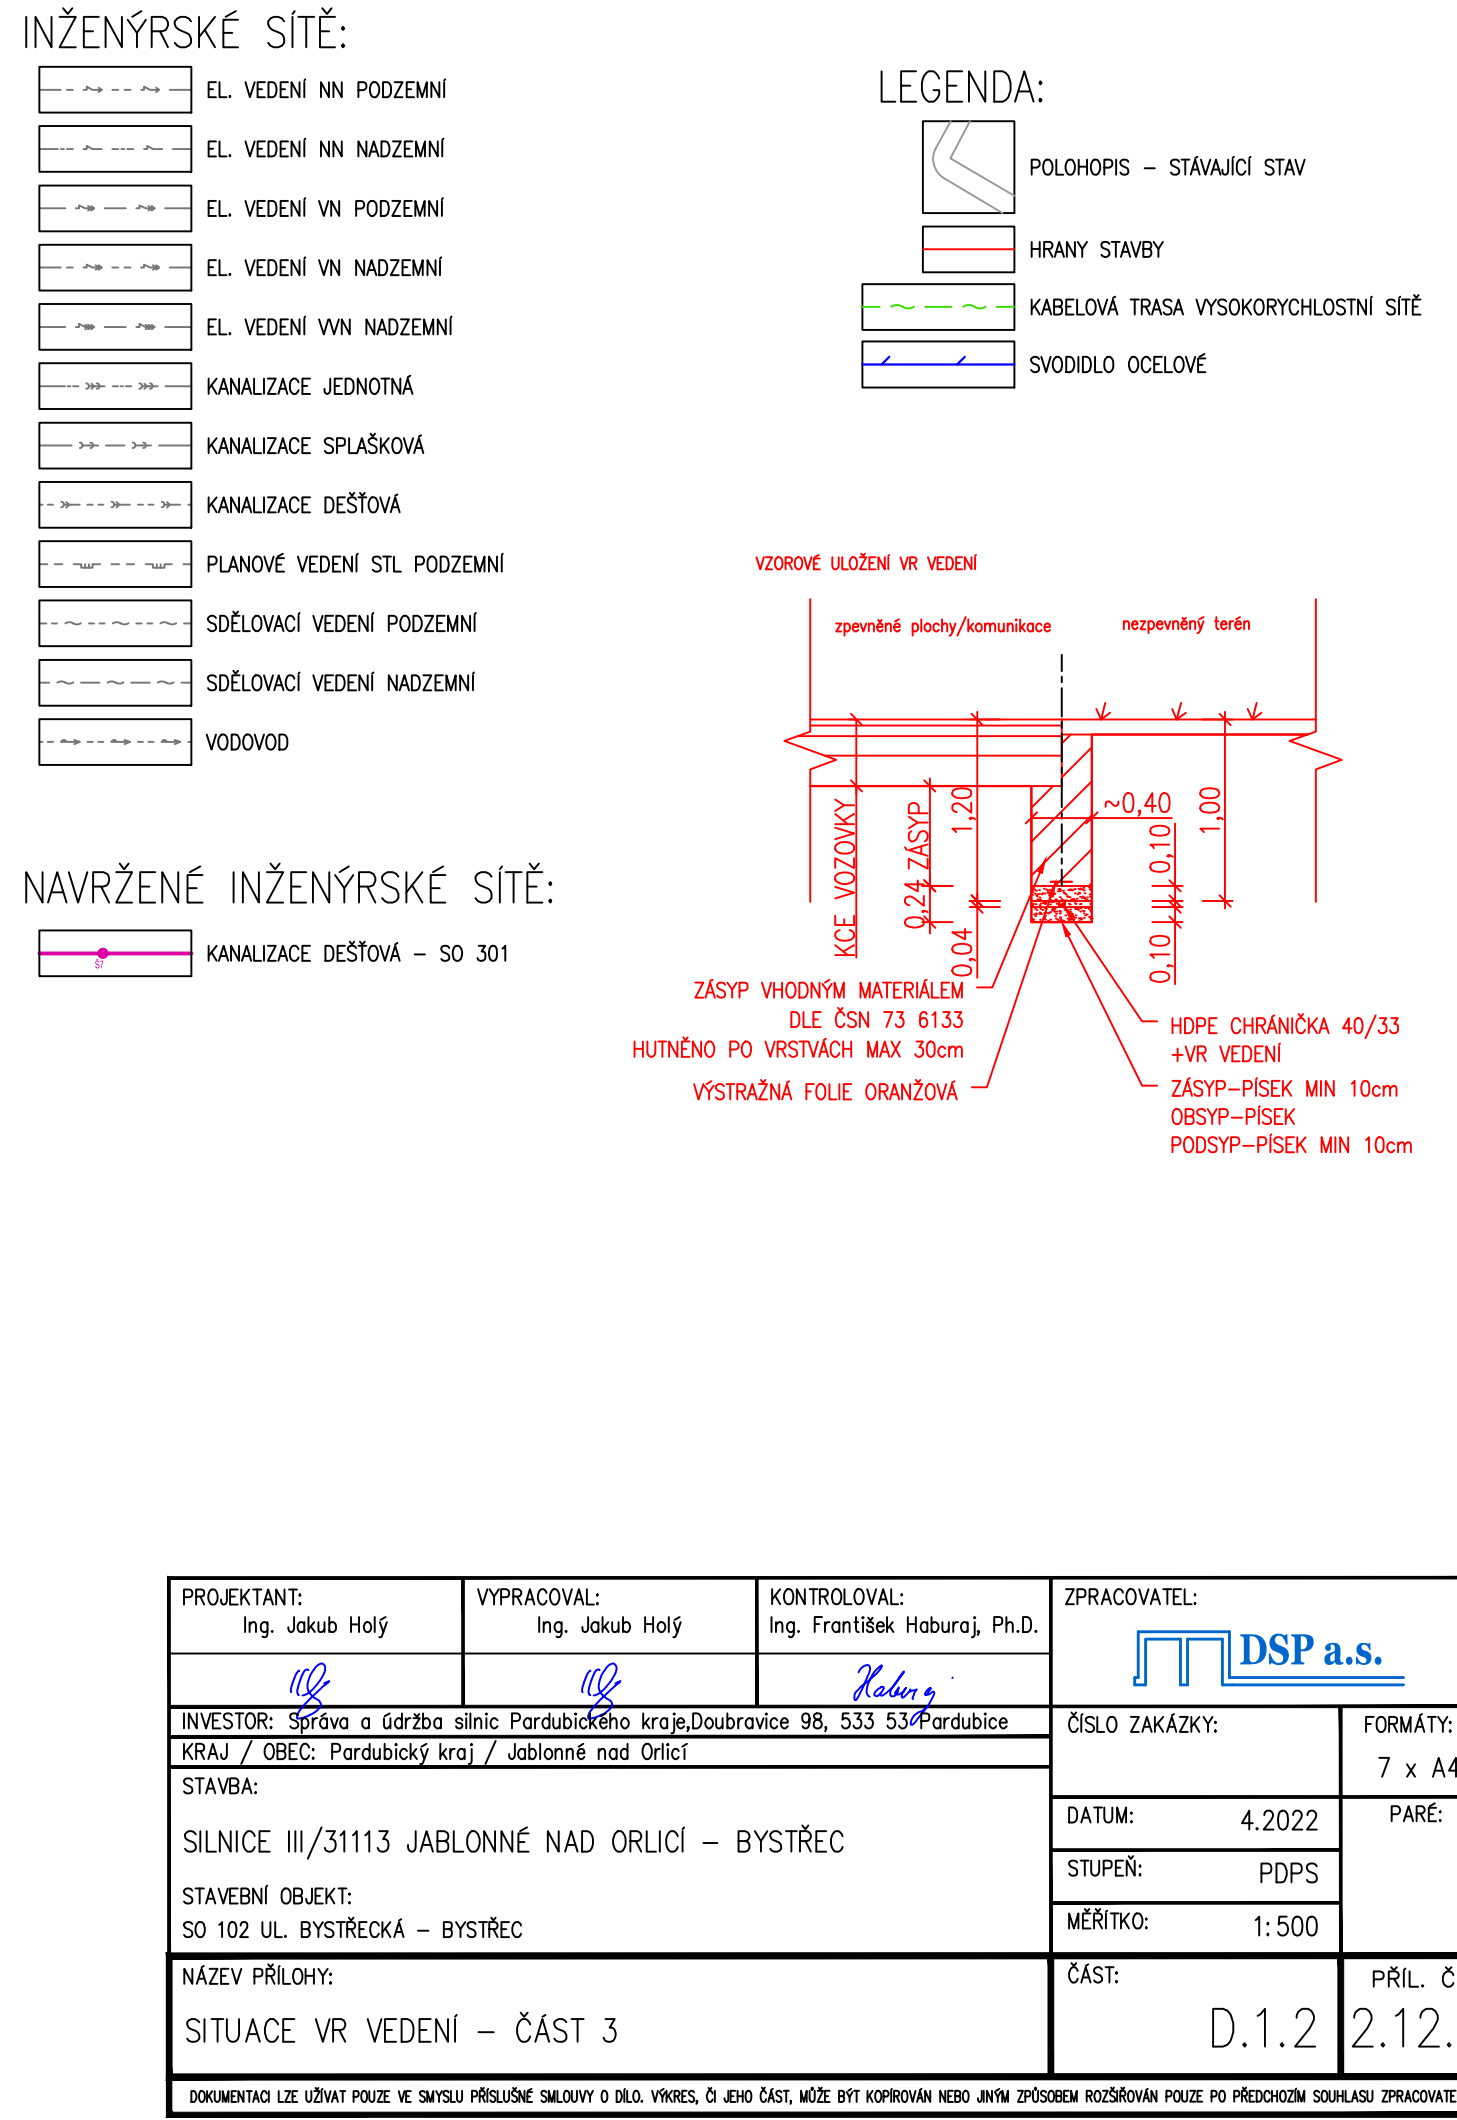 INŽENÝRSKÉ SÍTĚ:
EL. VEDENÍ NN PODZEMNÍ
EL. VEDENÍ NN NADZEMNÍ
EL. VEDENÍ VN PODZEMNÍ
EL. VEDENÍ VN NADZEMNÍ
EL. VEDENÍ VVN NADZEMNÍ
KANALIZACE JEDNOTNÁ
KANALIZACE SPLAŠKOVÁ
KANALIZACE DEŠŤOVÁ
PLANOVÉ VEDENÍ STL PODZEMNÍ
SDĚLOVACÍ VEDENÍ PODZEMNÍ
SDĚLOVACÍ VEDENÍ NADZEMNÍ
VODOVOD
NAVRŽENÉ INŽENÝRSKÉ SÍTĚ:
Š7
KANALIZACE DEŠŤOVÁ – SO 301
LEGENDA:
POLOHOPIS – STÁVAJÍCÍ STAV
HRANY STAVBY
KABELOVÁ TRASA VYSOKORYCHLOSTNÍ SÍTĚ
SVODIDLO OCELOVÉ
VZOROVÉ ULOŽENÍ VR VEDENÍ
zpevněné plochy/komunikace
nezpevněný terén
KCE VOZOVKY
0,24 ZÁSYP
1,20
0,04
~0,40
0,10
0,10
1,00
ZÁSYP VHODNÝM MATERIÁLEM
DLE ČSN 73 6133
HUTNĚNO PO VRSTVÁCH MAX 30cm
VÝSTRAŽNÁ FOLIE ORANŽOVÁ
HDPE CHRÁNIČKA 40/33
+VR VEDENÍ
ZÁSYP–PÍSEK MIN 10cm
OBSYP–PÍSEK
PODSYP–PÍSEK MIN 10cm
PROJEKTANT:
Ing. Jakub Holý
VYPRACOVAL:
Ing. Jakub Holý
KONTROLOVAL:
Ing. František Haburaj, Ph.D.
ZPRACOVATEL:
DSP a.s.
INVESTOR: Správa a údržba silnic Pardubického kraje,Doubravice 98, 533 53 Pardubice
KRAJ / OBEC: Pardubický kraj / Jablonné nad Orlicí
STAVBA:
SILNICE III/31113 JABLONNÉ NAD ORLICÍ – BYSTŘEC
STAVEBNÍ OBJEKT:
SO 102 UL. BYSTŘECKÁ – BYSTŘEC
ČÍSLO ZAKÁZKY:
FORMÁTY:
7 x A4
DATUM: 4.2022
PARÉ:
STUPEŇ: PDPS
MĚŘÍTKO: 1:500
NÁZEV PŘÍLOHY:
SITUACE VR VEDENÍ – ČÁST 3
ČÁST:
D.1.2
PŘÍL. Č
2.12.
DOKUMENTACI LZE UŽÍVAT POUZE VE SMYSLU PŘÍSLUŠNÉ SMLOUVY O DÍLO. VÝKRES, ČI JEHO ČÁST, MŮŽE BÝT KOPÍROVÁN NEBO JINÝM ZPŮSOBEM ROZŠIŘOVÁN POUZE PO PŘEDCHOZÍM SOUHLASU ZPRACOVATE